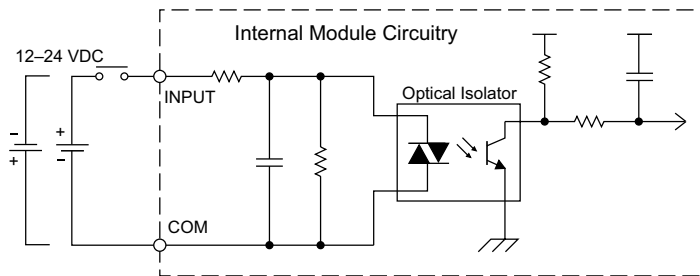 Internal Module Circuitry
12–24 VDC
INPUT
Optical Isolator
-
+
+
-
COM